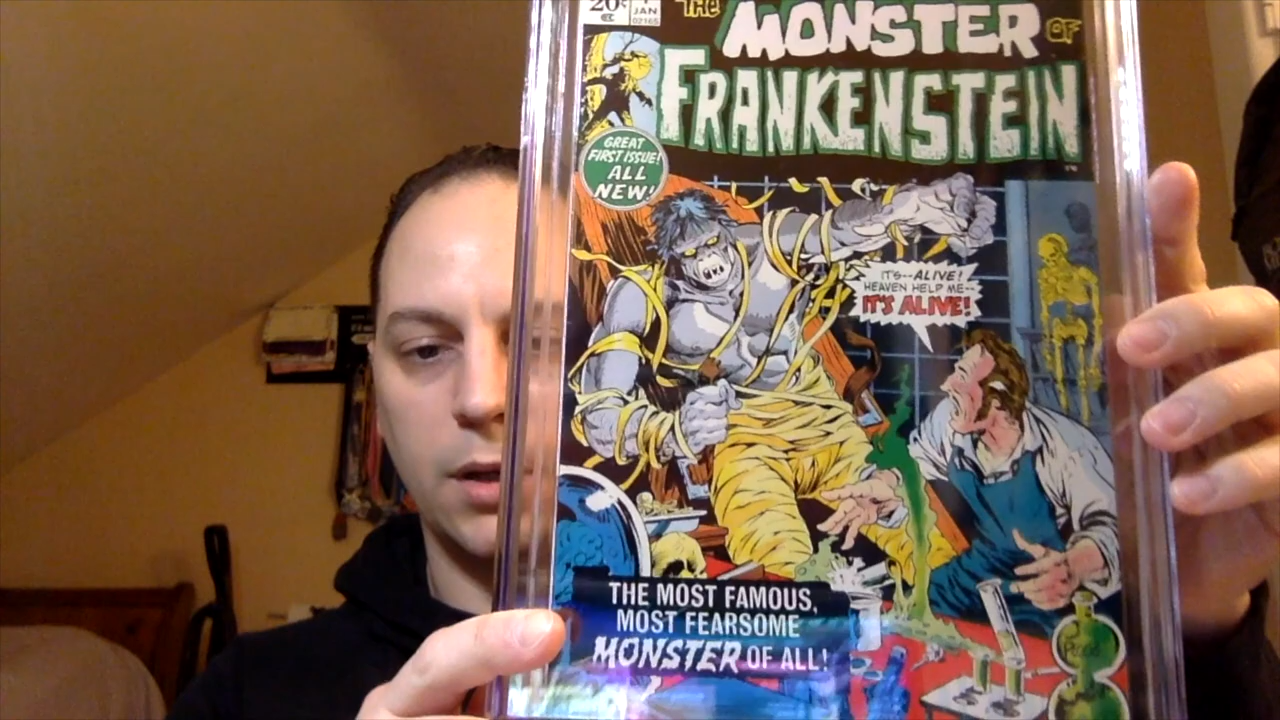 20¢
JAN
02165
THE
MONSTER OF
FRANKENSTEIN
GREAT
FIRST ISSUE!
ALL
NEW!
IT'S--ALIVE!
HEAVEN HELP ME--
IT'S ALIVE!
THE MOST FAMOUS,
MOST FEARSOME
MONSTER OF ALL!